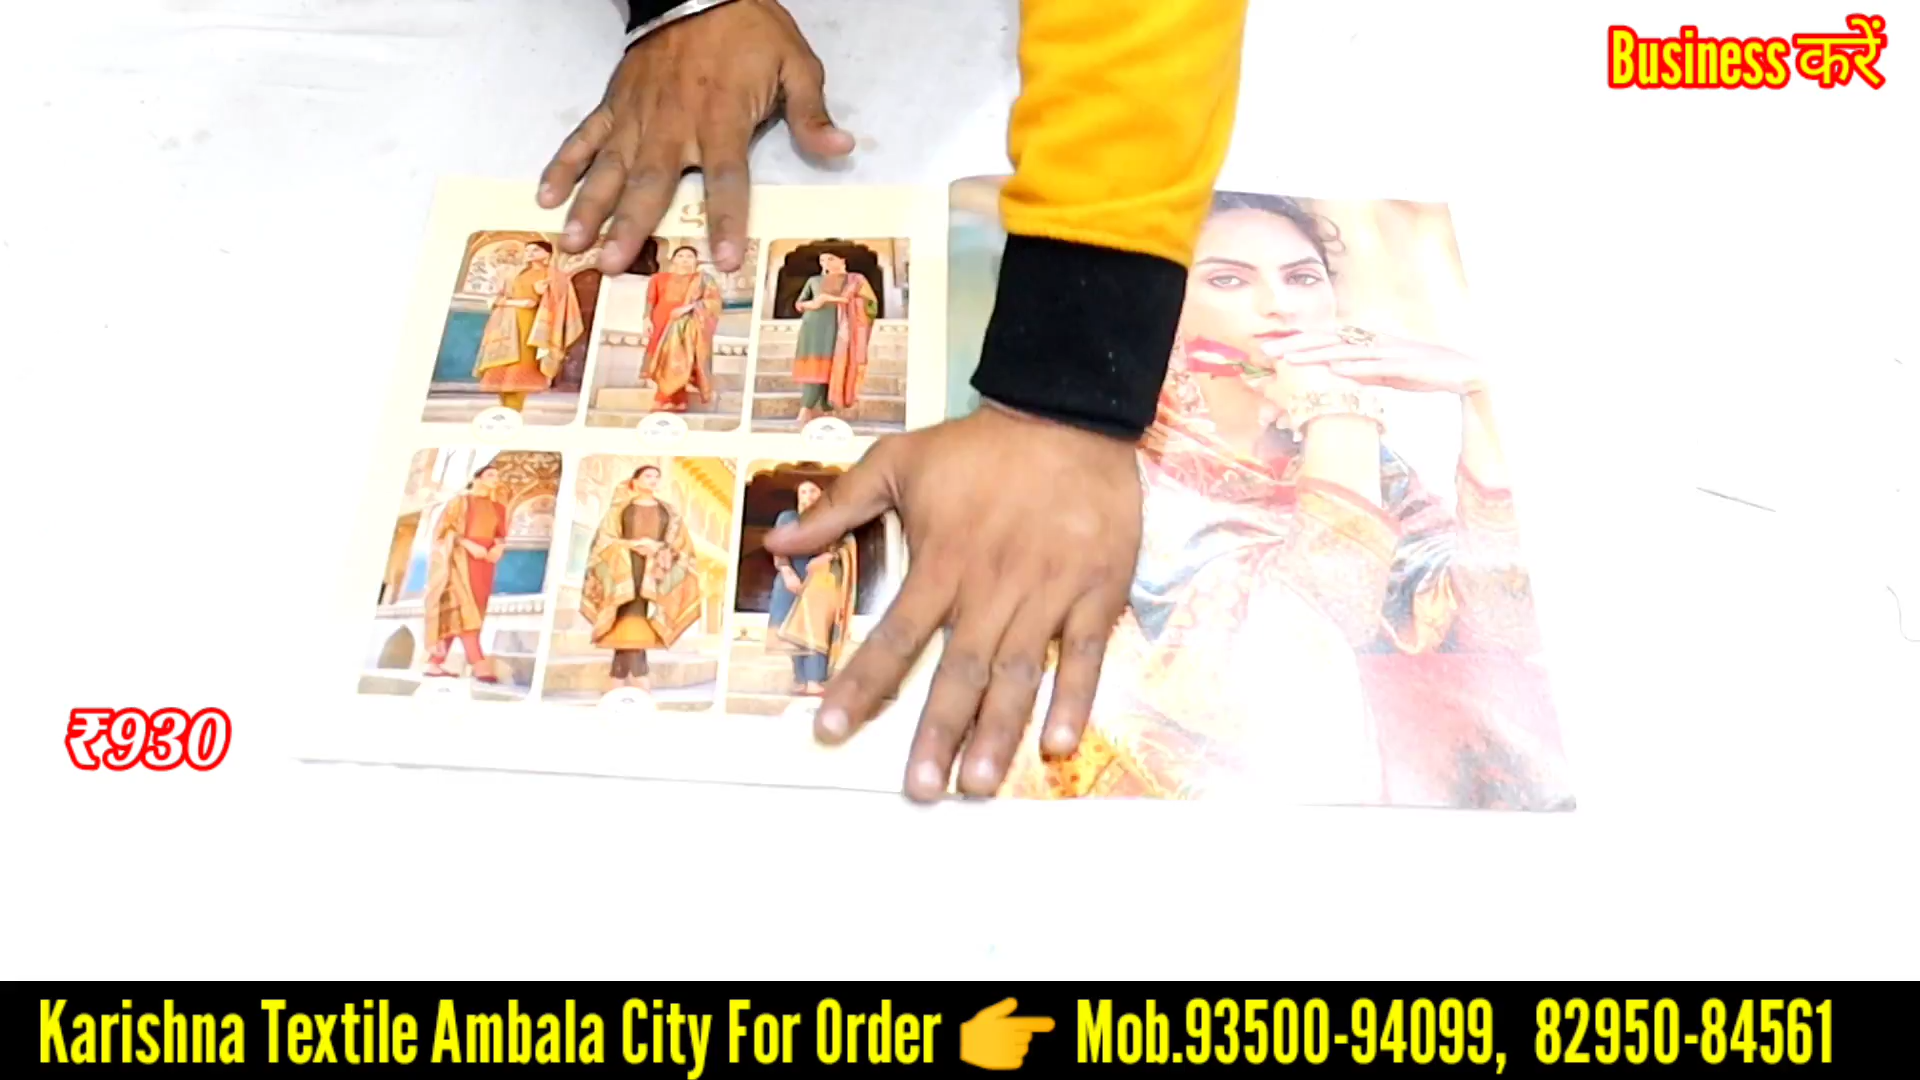 Business करें
₹930
Karishna Textile Ambala City For Order 👉 Mob.93500-94099, 82950-84561